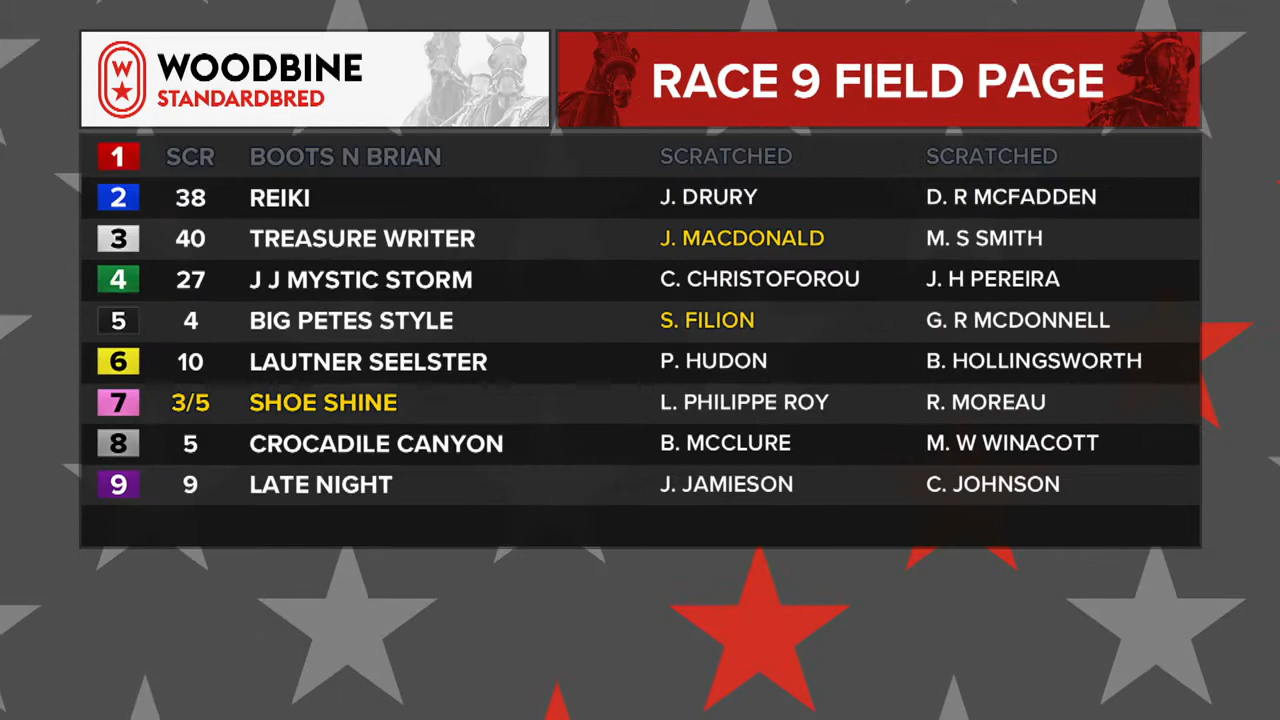 W
WOODBINE
STANDARDBRED
RACE 9 FIELD PAGE
1 SCR BOOTS N BRIAN SCRATCHED SCRATCHED
2 38 REIKI J. DRURY D. R MCFADDEN
3 40 TREASURE WRITER J. MACDONALD M. S SMITH
4 27 J J MYSTIC STORM C. CHRISTOFOROU J. H PEREIRA
5 4 BIG PETES STYLE S. FILION G. R MCDONNELL
6 10 LAUTNER SEELSTER P. HUDON B. HOLLINGSWORTH
7 3/5 SHOE SHINE L. PHILIPPE ROY R. MOREAU
8 5 CROCADILE CANYON B. MCCLURE M. W WINACOTT
9 9 LATE NIGHT J. JAMIESON C. JOHNSON